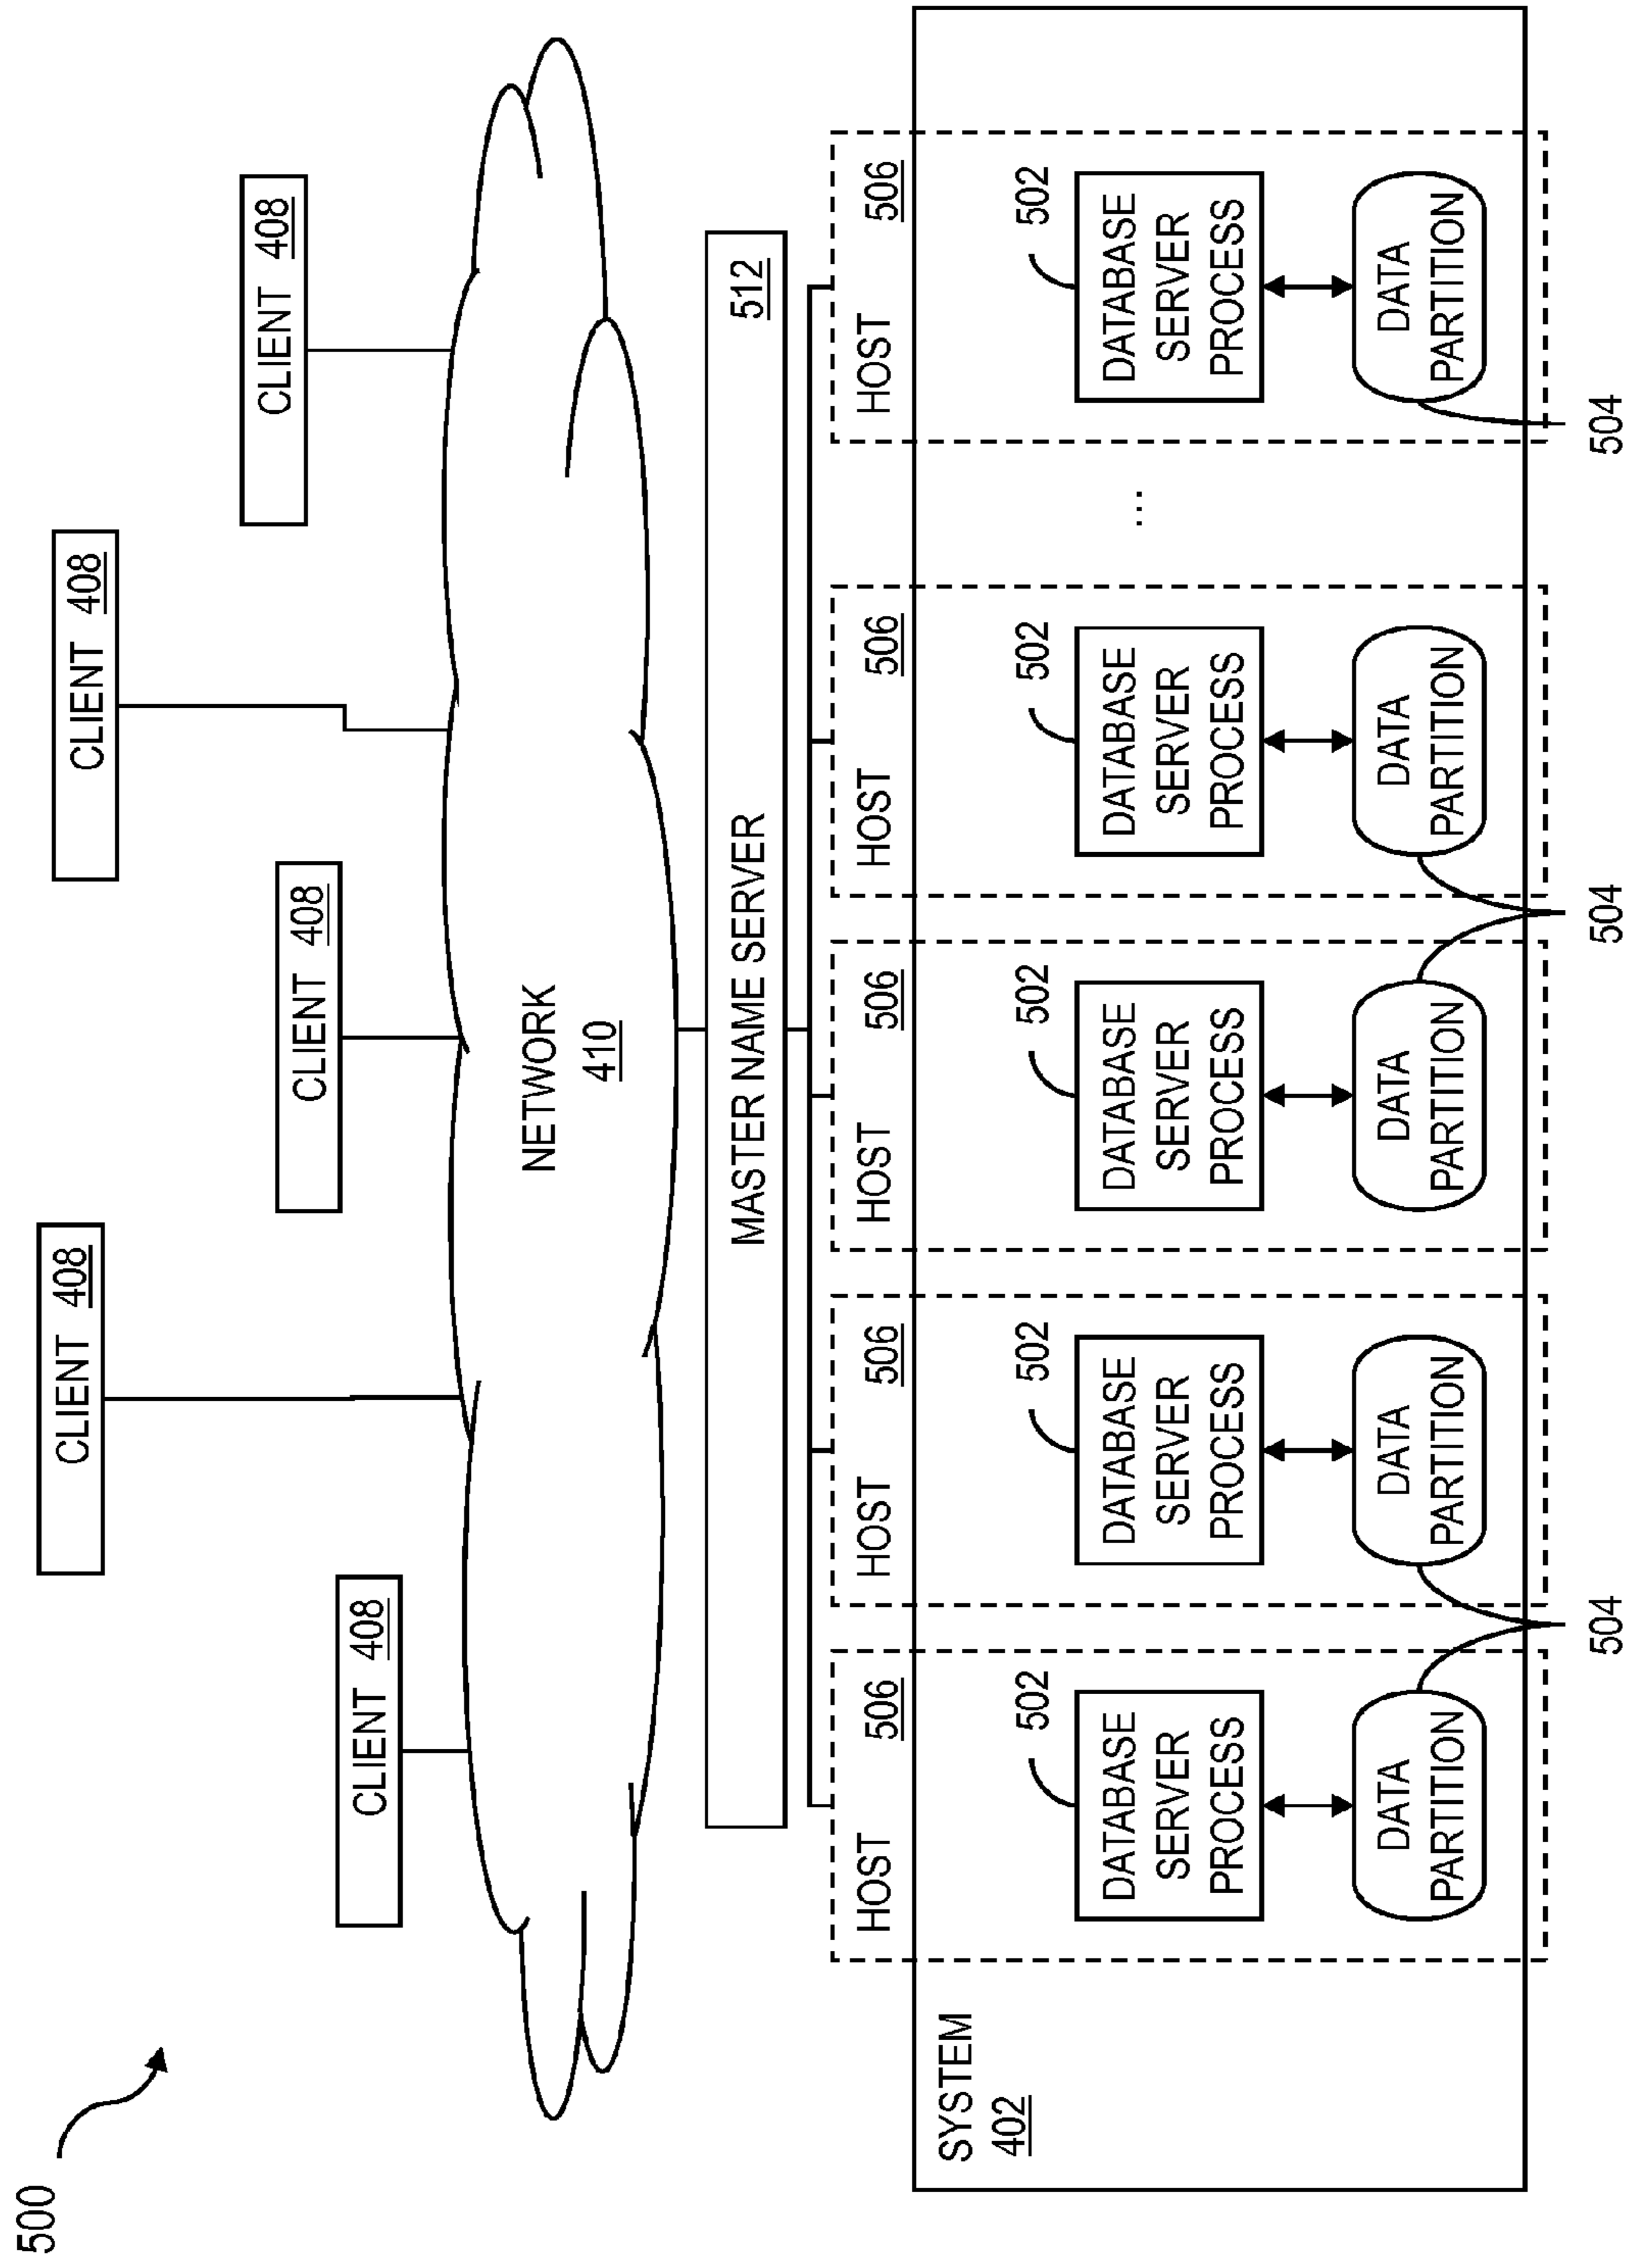 500
CLIENT 408
CLIENT 408
CLIENT 408
CLIENT 408
CLIENT 408
NETWORK
410
MASTER NAME SERVER
512
SYSTEM
402
HOST
506
502
DATABASE
SERVER
PROCESS
DATA
PARTITION
HOST
506
502
DATABASE
SERVER
PROCESS
DATA
PARTITION
504
HOST
506
502
DATABASE
SERVER
PROCESS
DATA
PARTITION
HOST
506
502
DATABASE
SERVER
PROCESS
DATA
PARTITION
504
...
HOST
506
502
DATABASE
SERVER
PROCESS
DATA
PARTITION
504